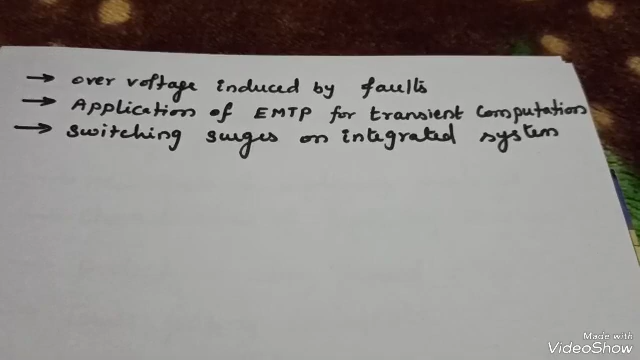 → over voltage induced by faults
→ Application of EMTP for transient Computation
→ switching surges on integrated system
Made with
VideoShow